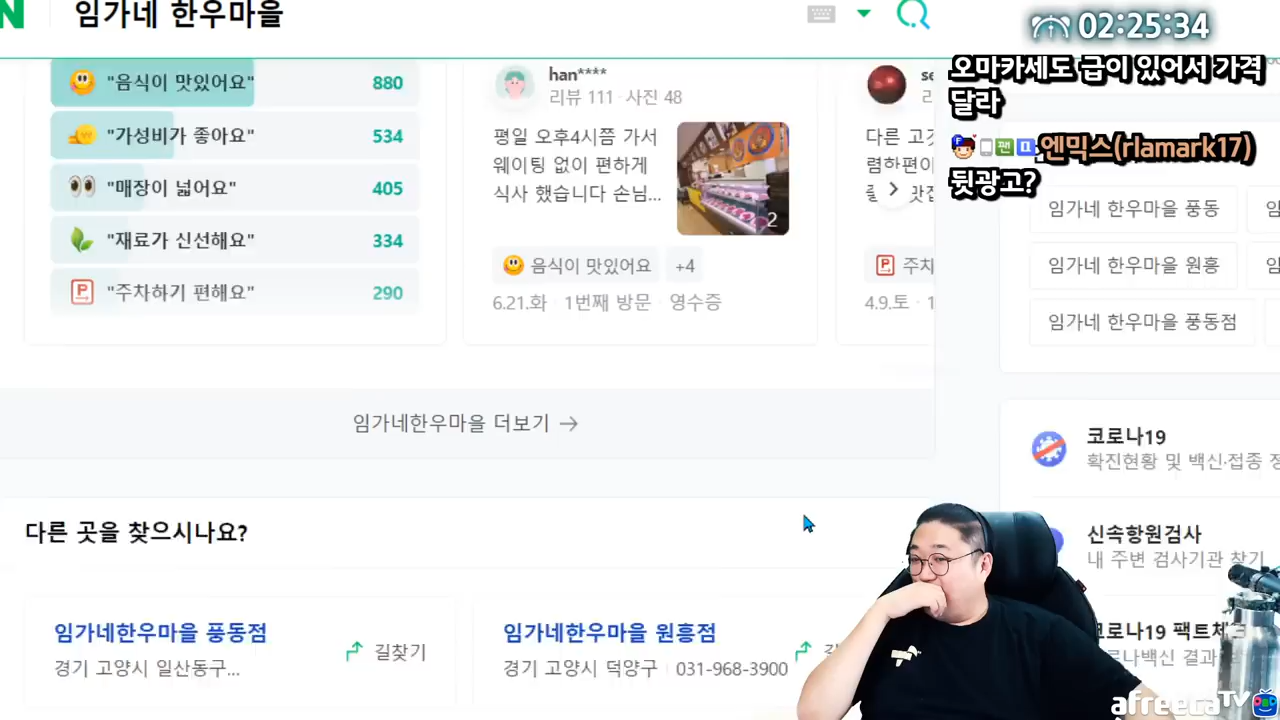 N
임가네 한우마을
02:25:34
"음식이 맛있어요" 880
"가성비가 좋아요" 534
"매장이 넓어요" 405
"재료가 신선해요" 334
P "주차하기 편해요" 290
han****
리뷰 111 · 사진 48
평일 오후4시쯤 가서
웨이팅 없이 편하게
식사 했습니다 손님...
2
음식이 맛있어요 +4
6.21.화 · 1번째 방문 · 영수증
se
리
다른 고
렴하편이
맛집
P 주차
4.9.토 · 1
오마카세도 급이 있어서 가격
달라
팬 엔믹스(rlamark17)
뒷광고?
임가네 한우마을 풍동
임가네 한우마을 원흥
임가네 한우마을 풍동점
임가네한우마을 더보기 →
코로나19
확진현황 및 백신·접종 정
신속항원검사
내 주변 검사기관 찾기
코로나19 팩트체크
로나백신 결과
다른 곳을 찾으시나요?
임가네한우마을 풍동점
경기 고양시 일산동구...
길찾기
임가네한우마을 원흥점
경기 고양시 덕양구 031-968-3900
afreecaTV